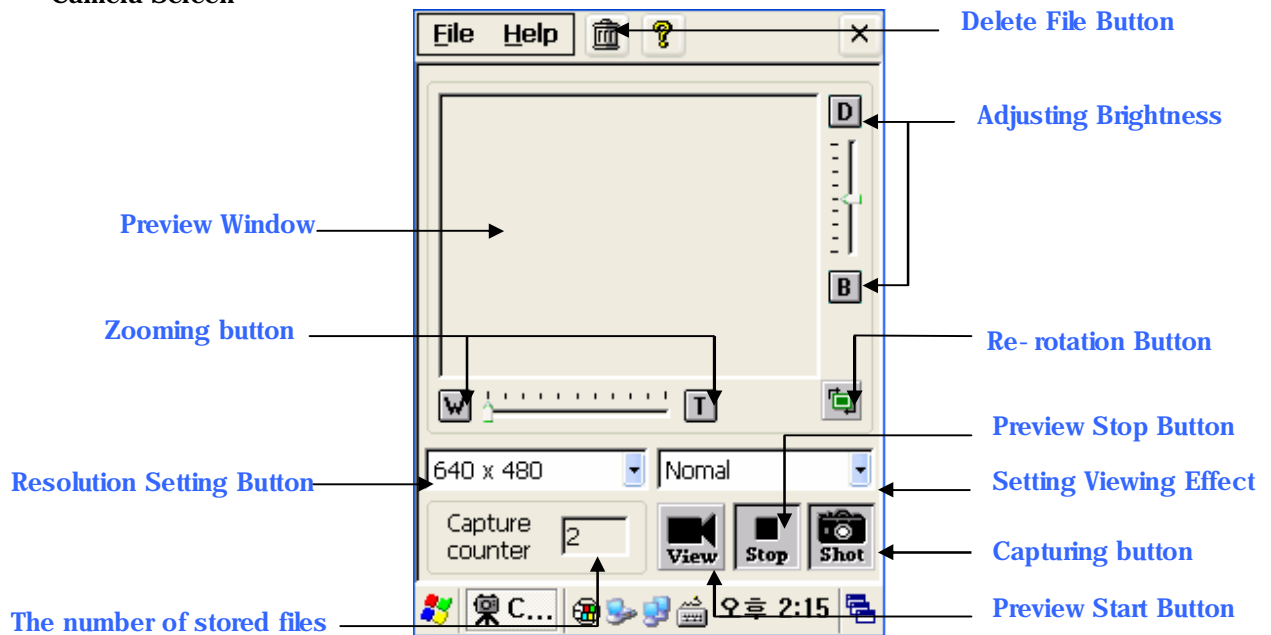 Camera Screen
File Help
Delete File Button
D
Adjusting Brightness
Preview Window
B
Zooming button
Re- rotation Button
W
T
Preview Stop Button
640 x 480
Nomal
Resolution Setting Button
Setting Viewing Effect
Capture
counter
2
View
Stop
Shot
Capturing button
C...
오후 2:15
Preview Start Button
The number of stored files